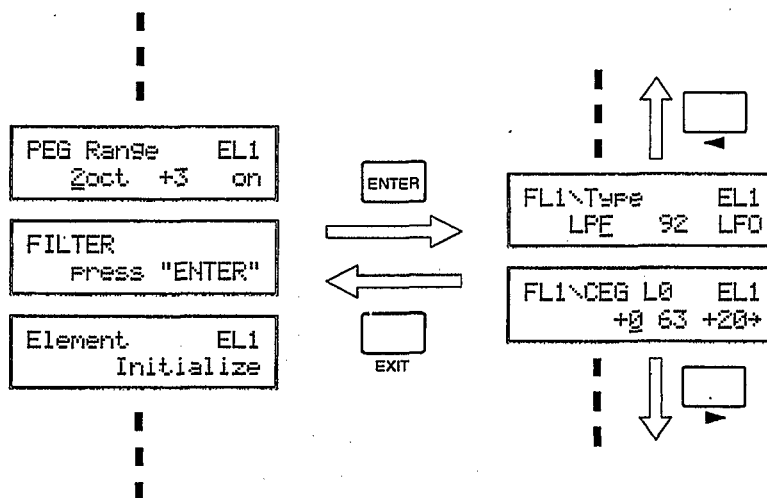 PEG Range EL1
2oct +3 on
FILTER
press "ENTER"
Element EL1
Initialize
ENTER
EXIT
FL1\Type EL1
LPF 92 LFO
FL1\CEG L0 EL1
+0 63 +20→